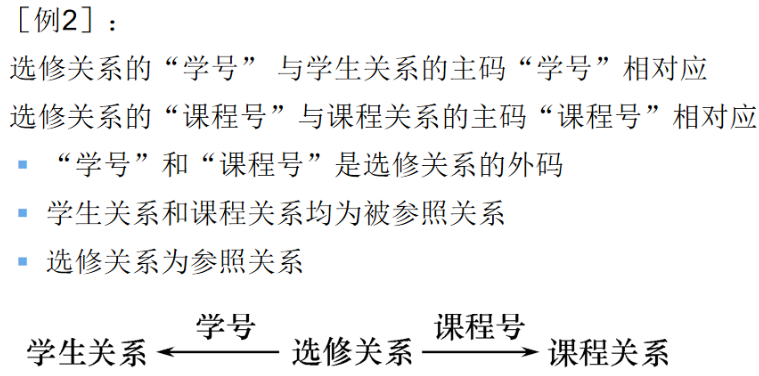 ［例2］：
选修关系的“学号” 与学生关系的主码“学号”相对应
选修关系的“课程号”与课程关系的主码“课程号”相对应
▪ “学号”和“课程号”是选修关系的外码
▪ 学生关系和课程关系均为被参照关系
▪ 选修关系为参照关系
学号 课程号
学生关系 选修关系 课程关系